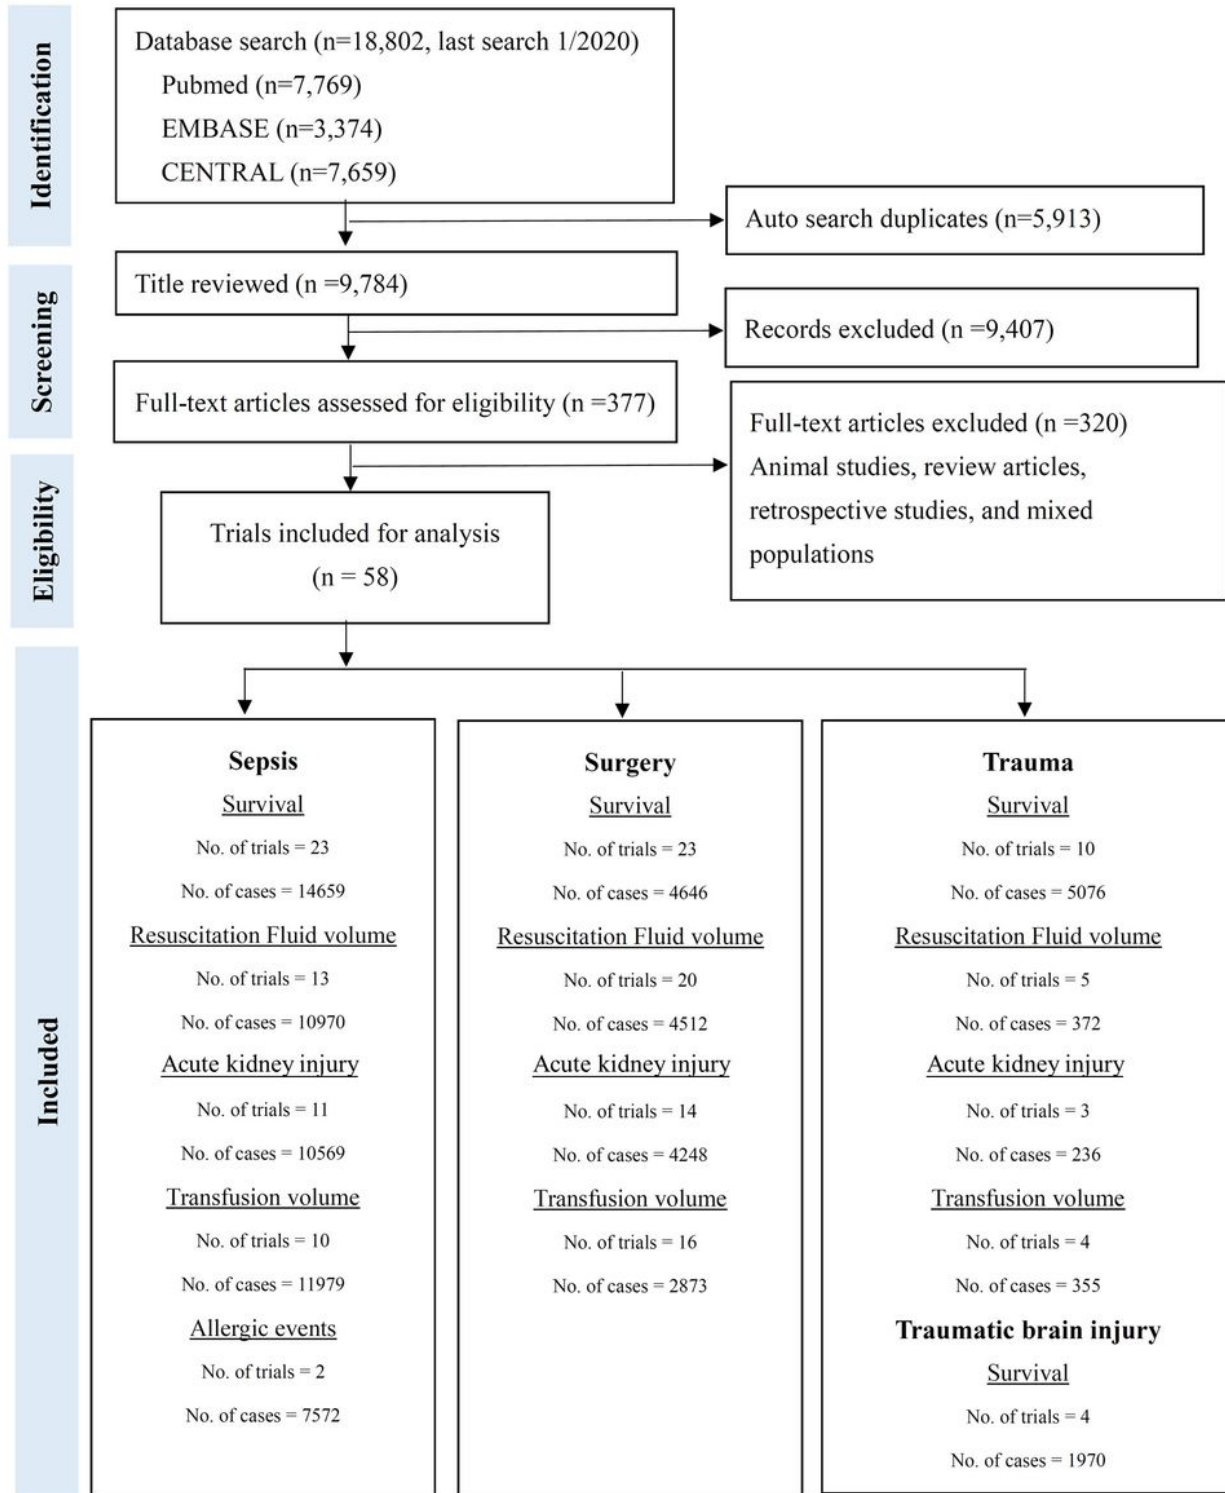 Identification
Database search (n=18,802, last search 1/2020)
Pubmed (n=7,769)
EMBASE (n=3,374)
CENTRAL (n=7,659)
Auto search duplicates (n=5,913)
Screening
Title reviewed (n =9,784)
Records excluded (n =9,407)
Full-text articles assessed for eligibility (n =377)
Full-text articles excluded (n =320)
Animal studies, review articles,
retrospective studies, and mixed
populations
Eligibility
Trials included for analysis
(n = 58)
Included
Sepsis
Survival
No. of trials = 23
No. of cases = 14659
Resuscitation Fluid volume
No. of trials = 13
No. of cases = 10970
Acute kidney injury
No. of trials = 11
No. of cases = 10569
Transfusion volume
No. of trials = 10
No. of cases = 11979
Allergic events
No. of trials = 2
No. of cases = 7572
Surgery
Survival
No. of trials = 23
No. of cases = 4646
Resuscitation Fluid volume
No. of trials = 20
No. of cases = 4512
Acute kidney injury
No. of trials = 14
No. of cases = 4248
Transfusion volume
No. of trials = 16
No. of cases = 2873
Trauma
Survival
No. of trials = 10
No. of cases = 5076
Resuscitation Fluid volume
No. of trials = 5
No. of cases = 372
Acute kidney injury
No. of trials = 3
No. of cases = 236
Transfusion volume
No. of trials = 4
No. of cases = 355
Traumatic brain injury
Survival
No. of trials = 4
No. of cases = 1970